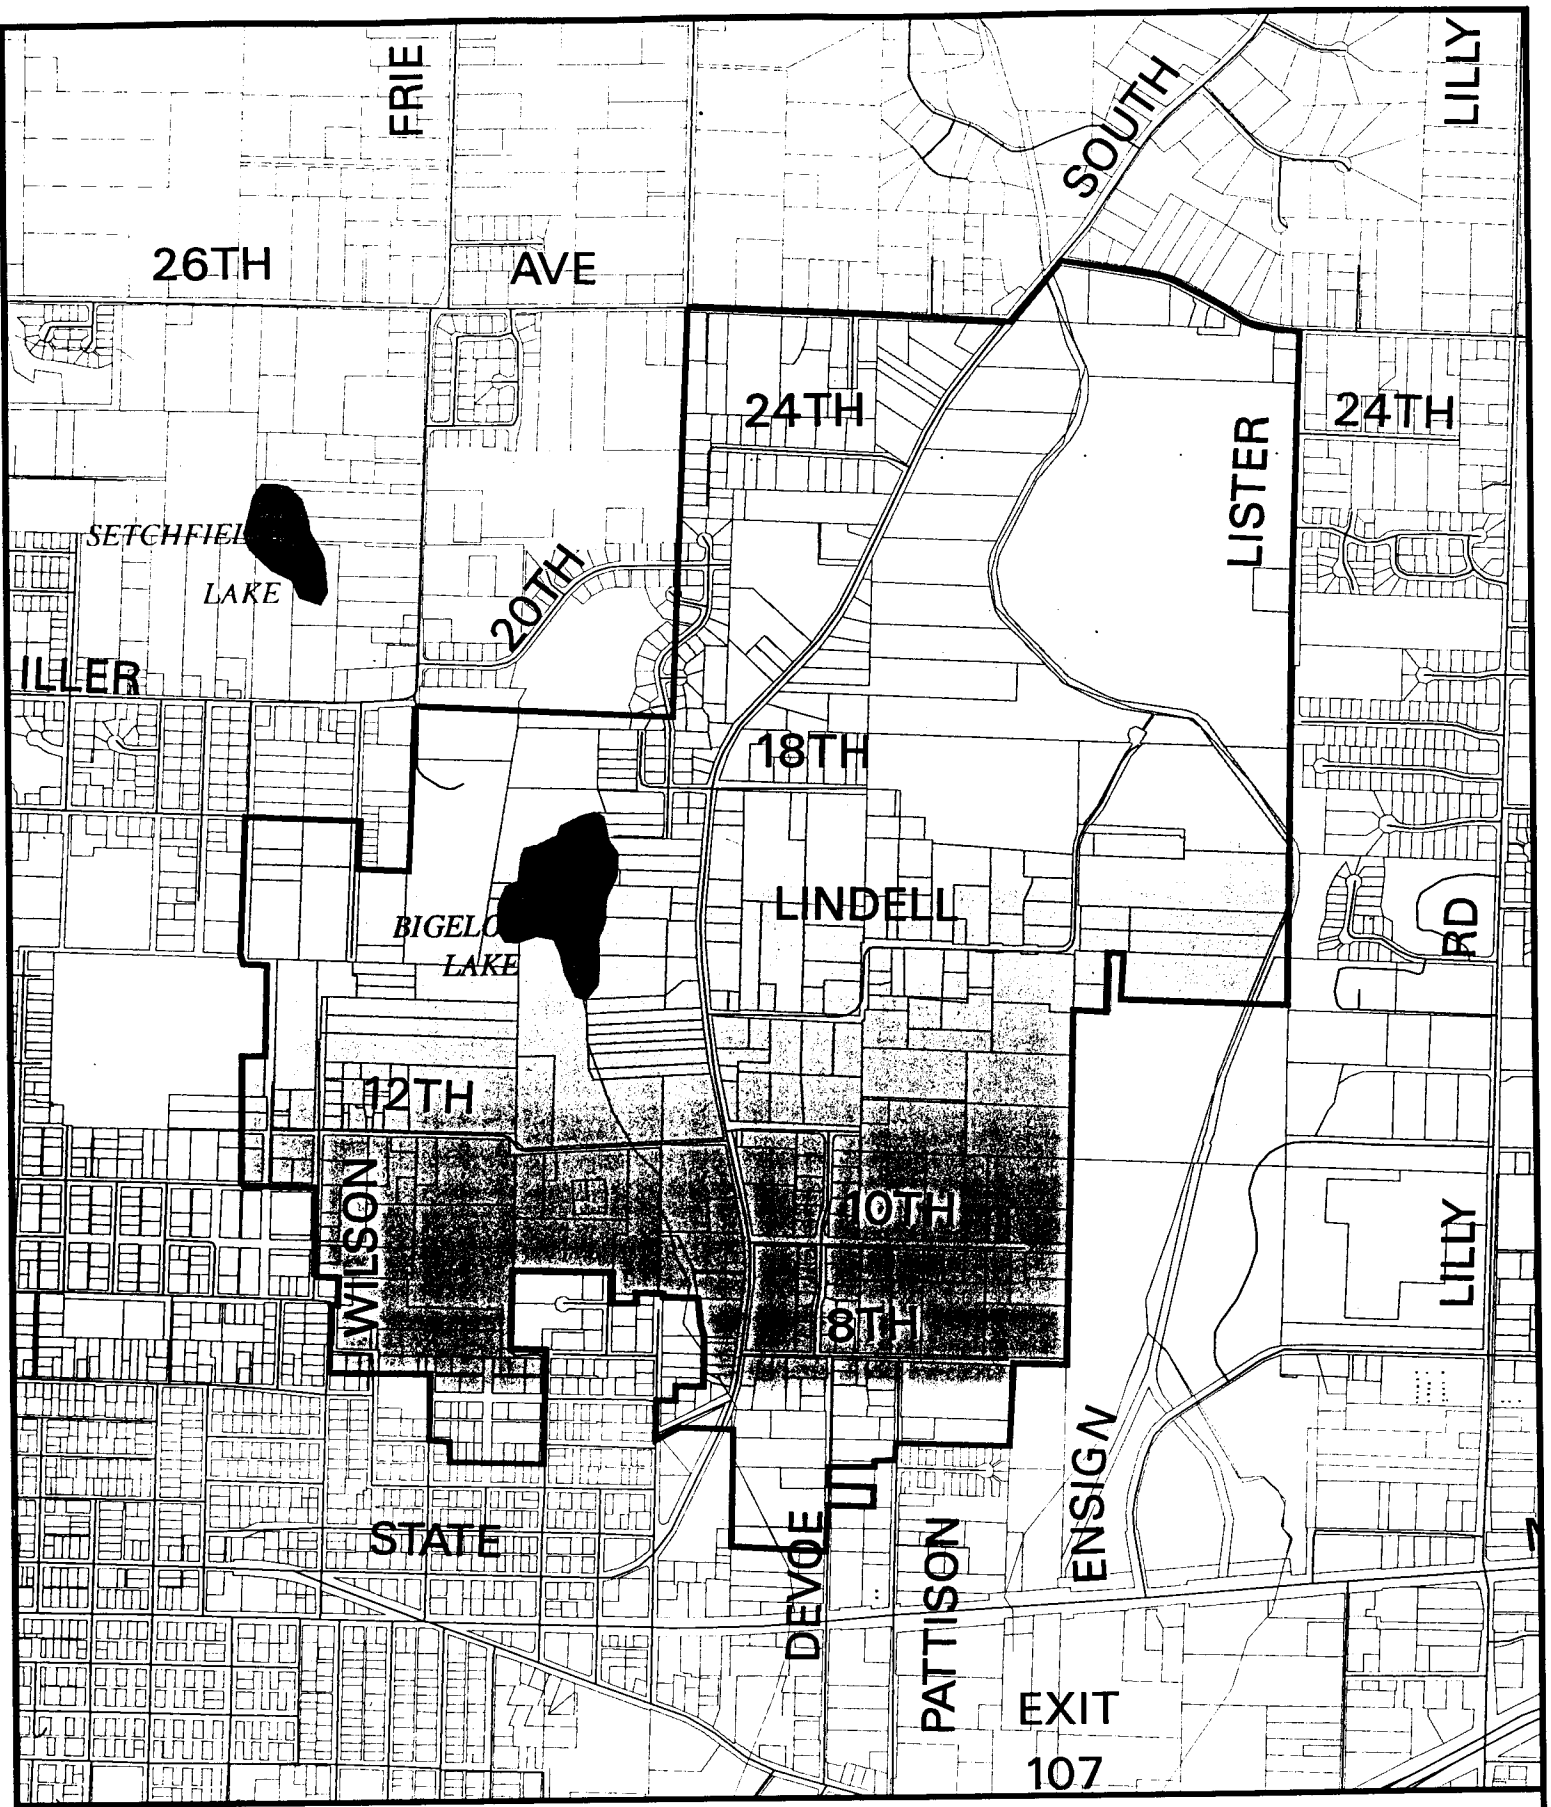 FRIE
LILLY
SOUTH
26TH
AVE
24TH
24TH
LISTER
SETCHFIEL
LAKE
20TH
ILLER
18TH
LINDELL
BIGELO
LAKE
RD
12TH
WILSON
10TH
LILLY
8TH
ENSIGN
STATE
DEVOE
PATTISON
EXIT
107